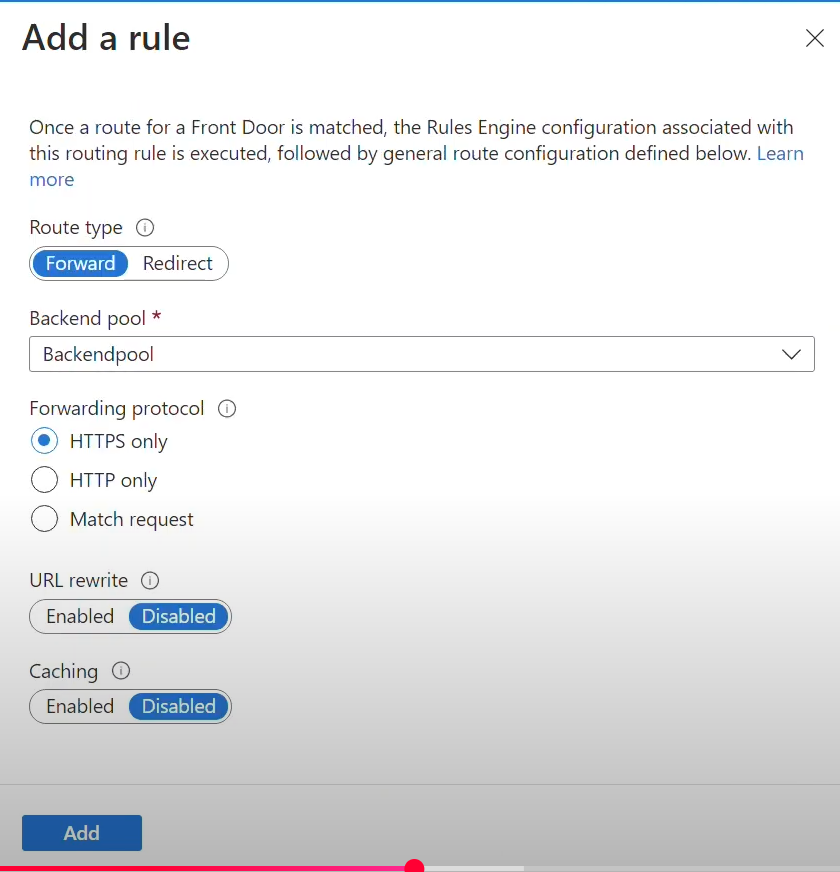 Add a rule
Once a route for a Front Door is matched, the Rules Engine configuration associated with
this routing rule is executed, followed by general route configuration defined below. Learn
more
Route type
Forward Redirect
Backend pool *
Backendpool
Forwarding protocol
HTTPS only
HTTP only
Match request
URL rewrite
Enabled Disabled
Caching
Enabled Disabled
Add